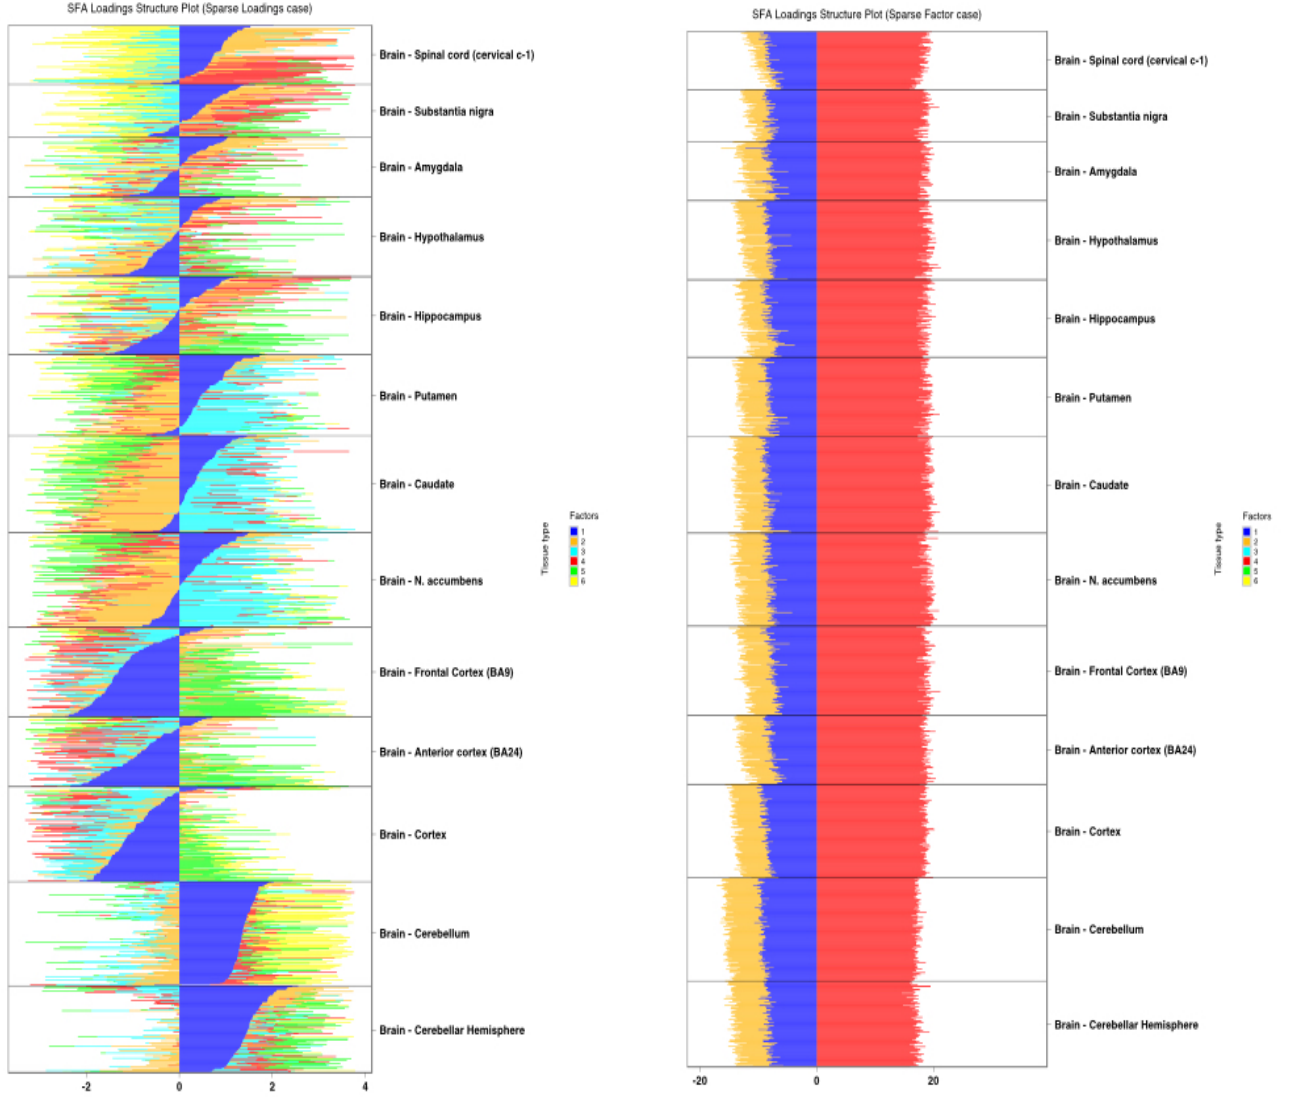 SFA Loadings Structure Plot (Sparse Loadings case)
Brain - Spinal cord (cervical c-1)
Brain - Substantia nigra
Brain - Amygdala
Brain - Hypothalamus
Brain - Hippocampus
Brain - Putamen
Brain - Caudate
Brain - N. accumbens
Brain - Frontal Cortex (BA9)
Brain - Anterior cortex (BA24)
Brain - Cortex
Brain - Cerebellum
Brain - Cerebellar Hemisphere
-2 0 2 4
Tissue type
Factors
1
2
3
4
5
6
SFA Loadings Structure Plot (Sparse Factor case)
Brain - Spinal cord (cervical c-1)
Brain - Substantia nigra
Brain - Amygdala
Brain - Hypothalamus
Brain - Hippocampus
Brain - Putamen
Brain - Caudate
Brain - N. accumbens
Brain - Frontal Cortex (BA9)
Brain - Anterior cortex (BA24)
Brain - Cortex
Brain - Cerebellum
Brain - Cerebellar Hemisphere
-20 0 20
Tissue type
Factors
1
2
3
4
5
6